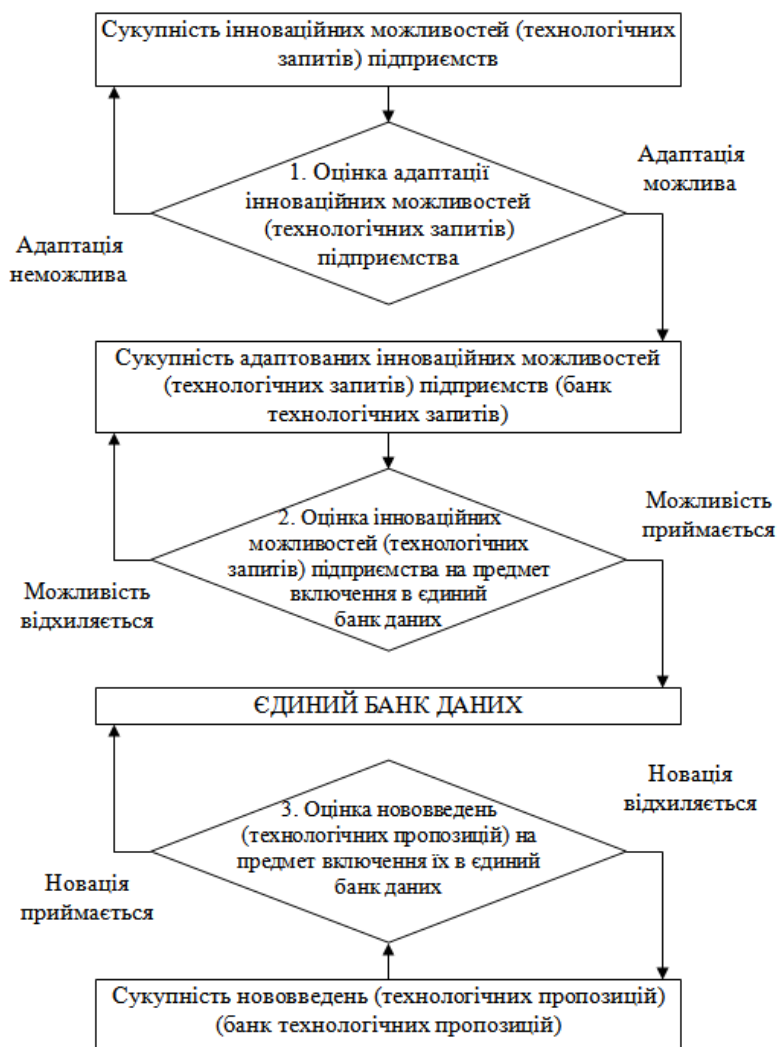 Сукупність інноваційних можливостей (технологічних
запитів) підприємств
1. Оцінка адаптації
інноваційних можливостей
(технологічних запитів)
підприємства
Адаптація
можлива
Адаптація
неможлива
Сукупність адаптованих інноваційних можливостей
(технологічних запитів) підприємств (банк
технологічних запитів)
2. Оцінка інноваційних
можливостей (технологічних
запитів) підприємства на предмет
включення в єдиний
банк даних
Можливість
приймається
Можливість
відхиляється
ЄДИНИЙ БАНК ДАНИХ
3. Оцінка нововведень
(технологічних пропозицій) на
предмет включення їх в єдиний
банк даних
Новація
відхиляється
Новація
приймається
Сукупність нововведень (технологічних пропозицій)
(банк технологічних пропозицій)